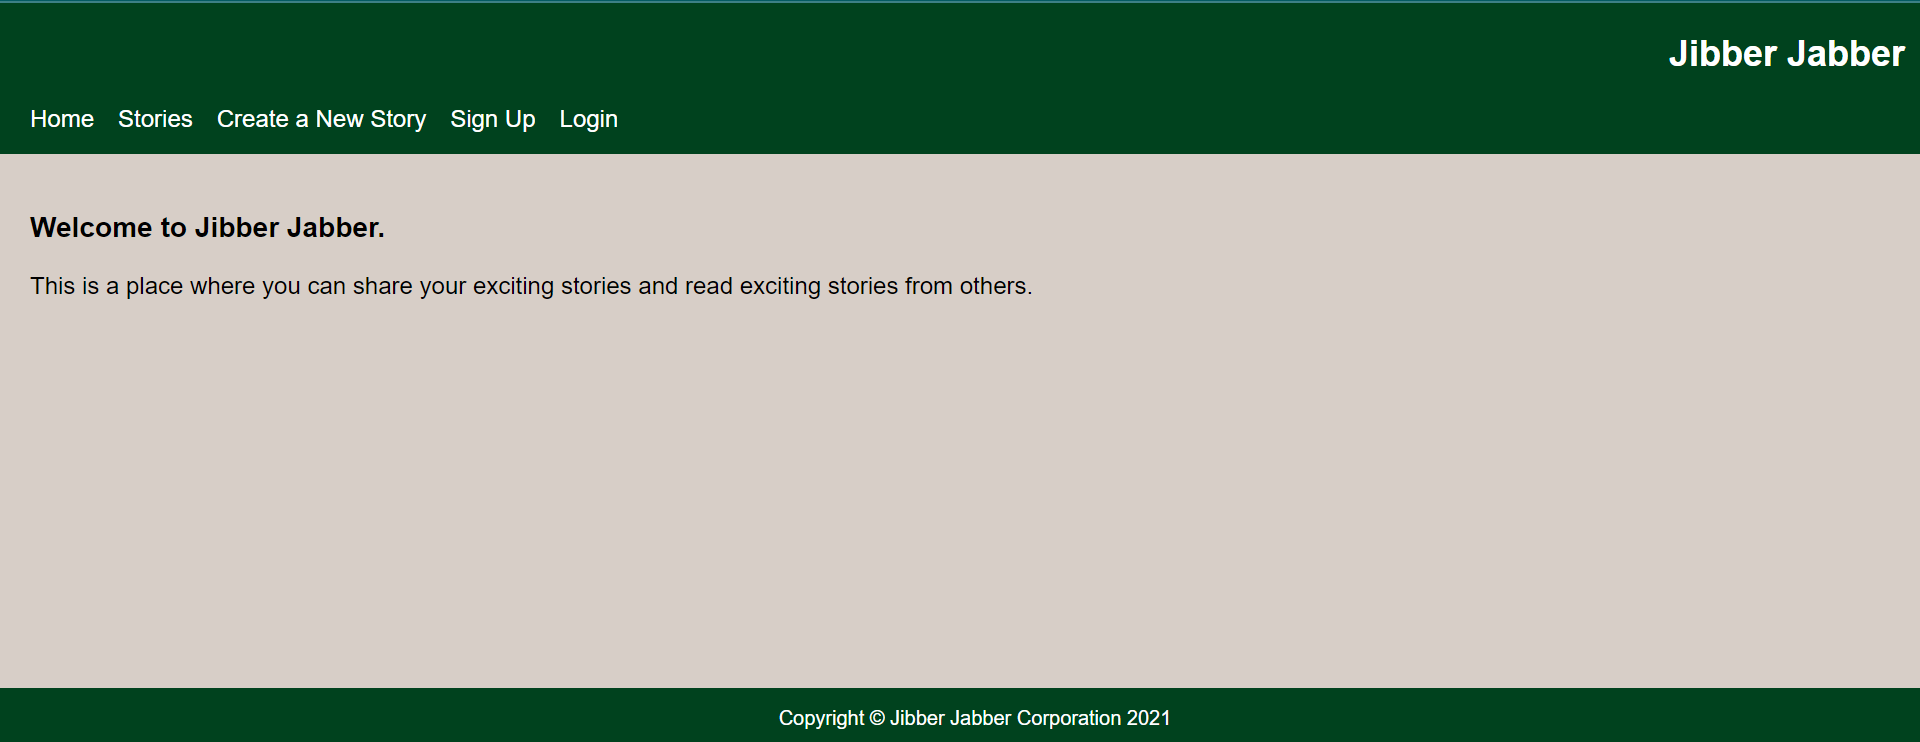 Jibber Jabber
Home Stories Create a New Story Sign Up Login
Welcome to Jibber Jabber.
This is a place where you can share your exciting stories and read exciting stories from others.
Copyright © Jibber Jabber Corporation 2021